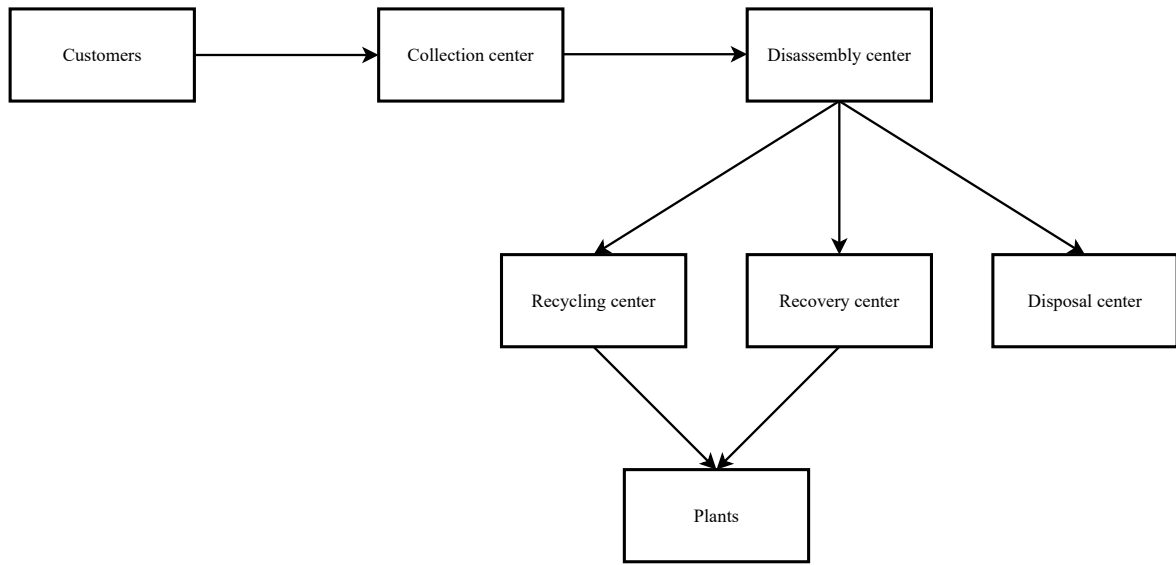 Customers
Collection center
Disassembly center
Recycling center
Recovery center
Disposal center
Plants